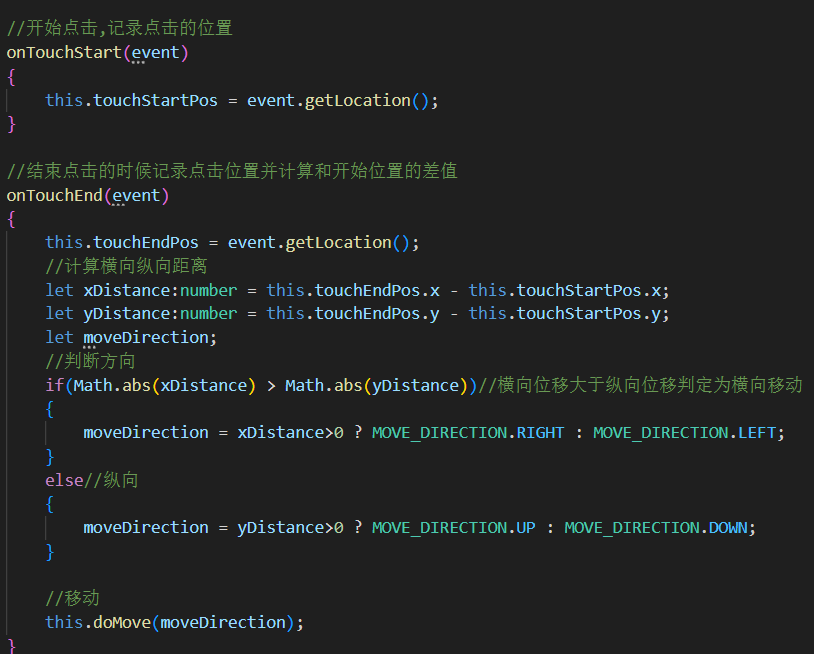 //开始点击,记录点击的位置
onTouchStart(event)
{
    this.touchStartPos = event.getLocation();
}
//结束点击的时候记录点击位置并计算和开始位置的差值
onTouchEnd(event)
{
    this.touchEndPos = event.getLocation();
    //计算横向纵向距离
    let xDistance:number = this.touchEndPos.x - this.touchStartPos.x;
    let yDistance:number = this.touchEndPos.y - this.touchStartPos.y;
    let moveDirection;
    //判断方向
    if(Math.abs(xDistance) > Math.abs(yDistance))//横向位移大于纵向位移判定为横向移动
    {
        moveDirection = xDistance>0 ? MOVE_DIRECTION.RIGHT : MOVE_DIRECTION.LEFT;
    }
    else//纵向
    {
        moveDirection = yDistance>0 ? MOVE_DIRECTION.UP : MOVE_DIRECTION.DOWN;
    }
    //移动
    this.doMove(moveDirection);
}